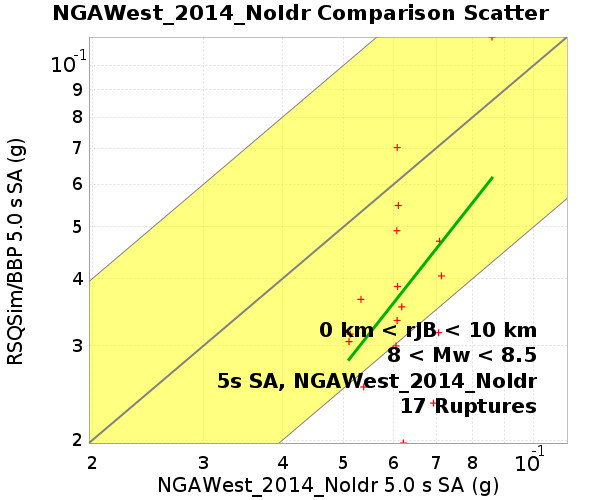 NGAWest_2014_NoIdr Comparison Scatter
RSQSim/BBP 5.0 s SA (g)
10-1
9
8
7
6
5
4
3
2
0 km < rJB < 10 km
8 < Mw < 8.5
5s SA, NGAWest_2014_NoIdr
17 Ruptures
2 3 4 5 6 7 8 10-1
NGAWest_2014_NoIdr 5.0 s SA (g)